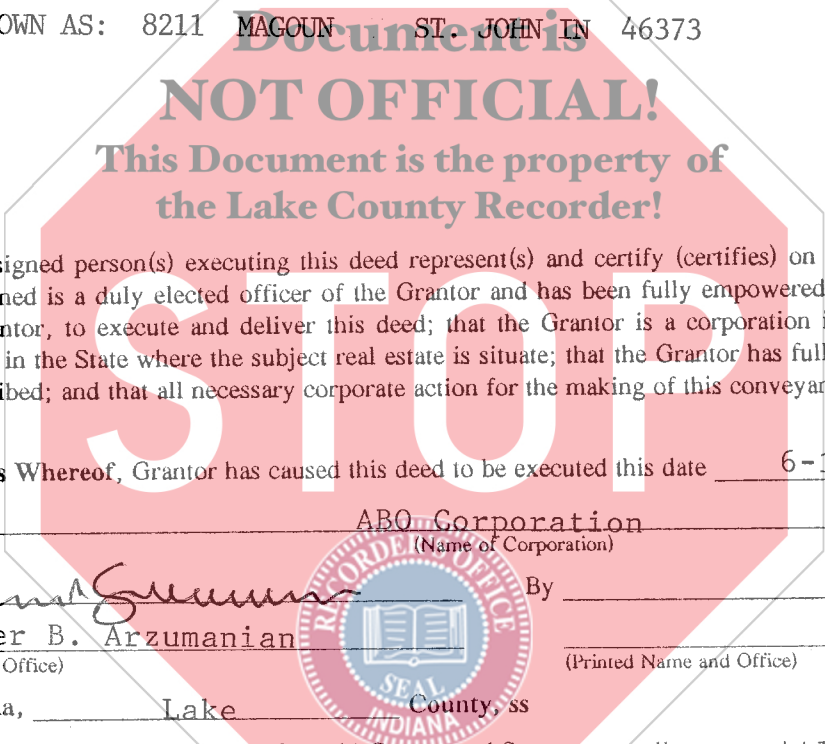 OWN AS: 8211 MAGOUN ST. JOHN IN 46373
Document is
NOT OFFICIAL!
This Document is the property of
the Lake County Recorder!
signed person(s) executing this deed represent(s) and certify (certifies) on
ned is a duly elected officer of the Grantor and has been fully empowered
ntor, to execute and deliver this deed; that the Grantor is a corporation
in the State where the subject real estate is situate; that the Grantor has full
ibed; and that all necessary corporate action for the making of this conveyan
STOP
s Whereof, Grantor has caused this deed to be executed this date 6-
ABO Corporation
(Name of Corporation)
RECORDER'S OFFICE
By
er B. Arzumanian
Office)
(Printed Name and Office)
SEAL
INDIANA
a, Lake County, ss